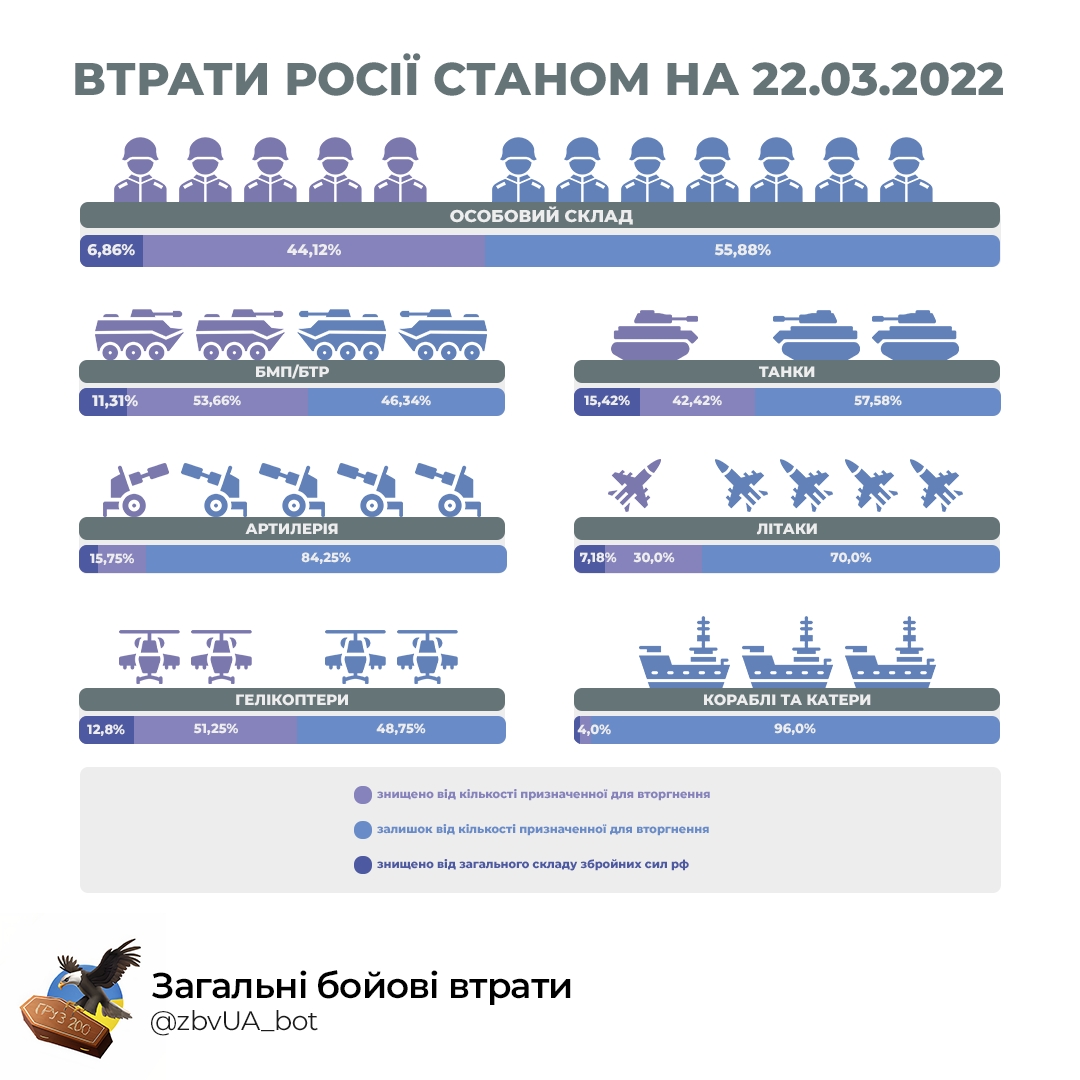 ВТРАТИ РОСІЇ СТАНОМ НА 22.03.2022
ОСОБОВИЙ СКЛАД
6,86% 44,12% 55,88%
БМП/БТР
11,31% 53,66% 46,34%
ТАНКИ
15,42% 42,42% 57,58%
АРТИЛЕРІЯ
15,75% 84,25%
ЛІТАКИ
7,18% 30,0% 70,0%
ГЕЛІКОПТЕРИ
12,8% 51,25% 48,75%
КОРАБЛІ ТА КАТЕРИ
4,0% 96,0%
знищено від кількості призначенної для вторгнення
залишок від кількості призначенної для вторгнення
знищено від загального складу збройних сил рф
ГРУЗ 200
Загальні бойові втрати
@zbvUA_bot